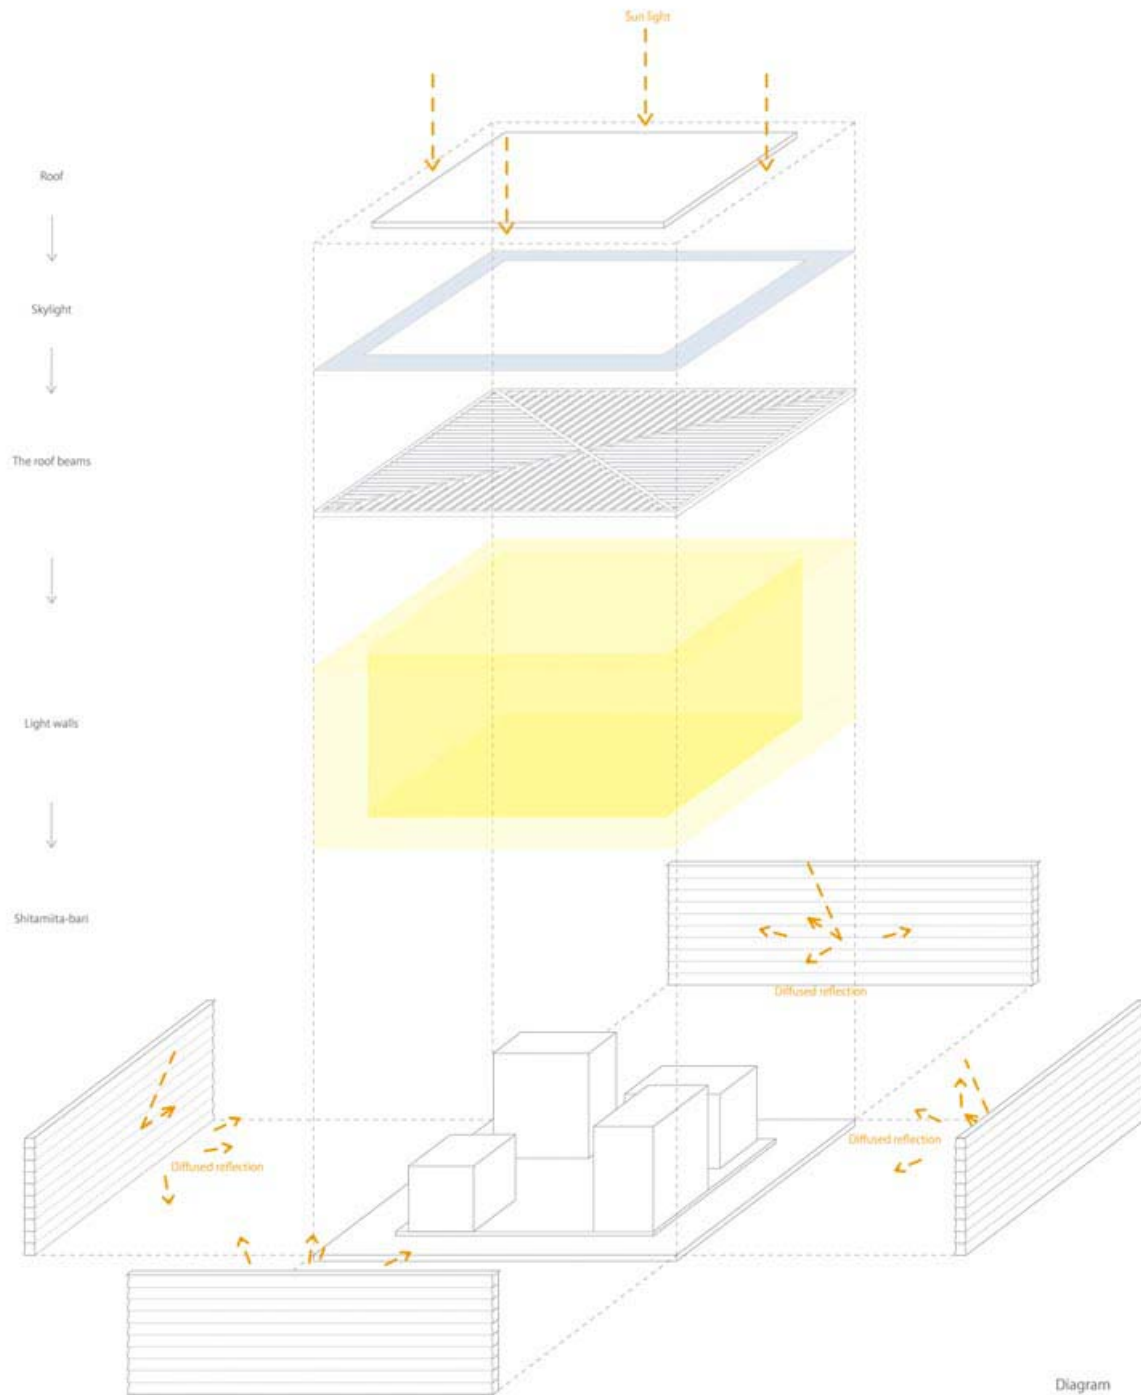 Sun light
Roof
Skylight
The roof beams
Light walls
Shitamiita-bari
Diffused reflection
Diffused reflection
Diffused reflection
Diagram